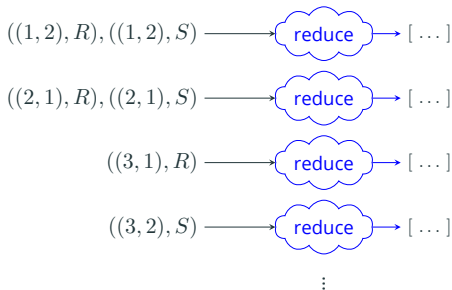 ((1, 2), R), ((1, 2), S) reduce [ ... ]
((2, 1), R), ((2, 1), S) reduce [ ... ]
((3, 1), R) reduce [ ... ]
((3, 2), S) reduce [ ... ]
⋮